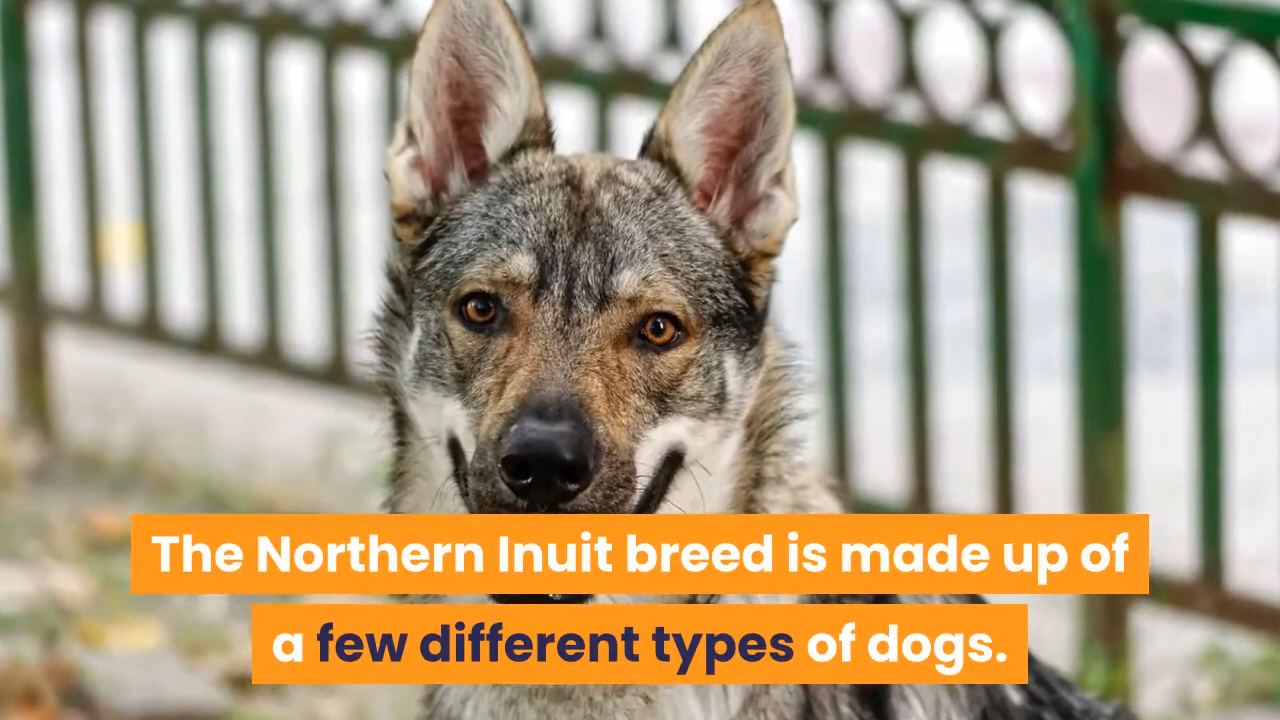 The Northern Inuit breed is made up of
a few different types of dogs.